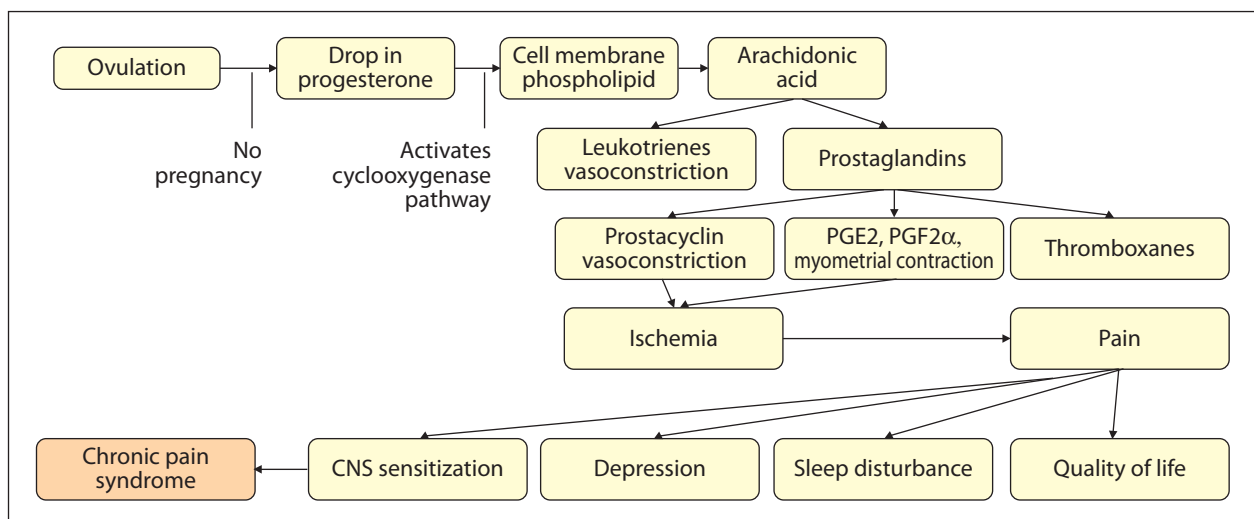 Ovulation
Drop in
progesterone
Cell membrane
phospholipid
Arachidonic
acid
No
pregnancy
Activates
cyclooxygenase
pathway
Leukotrienes
vasoconstriction
Prostaglandins
Prostacyclin
vasoconstriction
PGE2, PGF2α,
myometrial contraction
Thromboxanes
Ischemia
Pain
Chronic pain
syndrome
CNS sensitization
Depression
Sleep disturbance
Quality of life